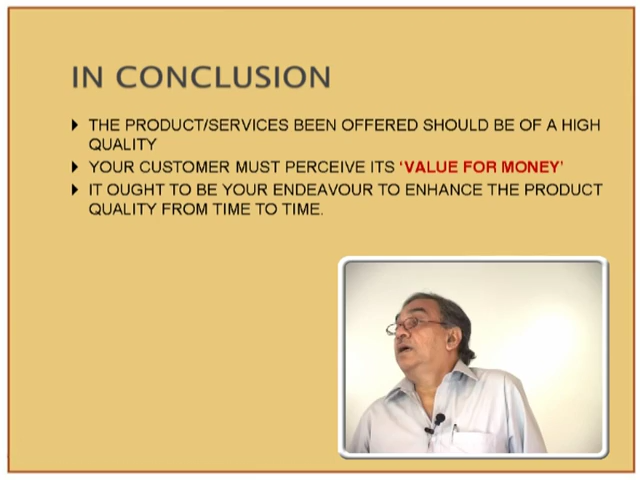 IN CONCLUSION
THE PRODUCT/SERVICES BEEN OFFERED SHOULD BE OF A HIGH
QUALITY
YOUR CUSTOMER MUST PERCEIVE ITS ‘VALUE FOR MONEY’
IT OUGHT TO BE YOUR ENDEAVOUR TO ENHANCE THE PRODUCT
QUALITY FROM TIME TO TIME.